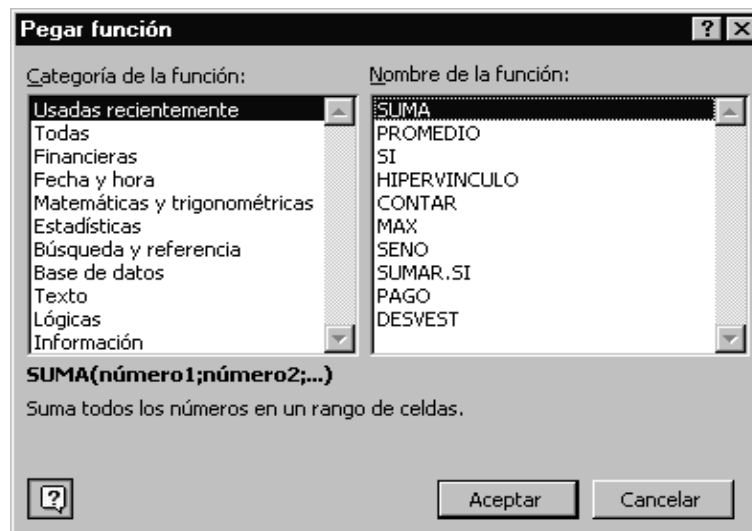 Pegar función
Categoría de la función:
Nombre de la función:
Usadas recientemente
Todas
Financieras
Fecha y hora
Matemáticas y trigonométricas
Estadísticas
Búsqueda y referencia
Base de datos
Texto
Lógicas
Información
SUMA
PROMEDIO
SI
HIPERVINCULO
CONTAR
MAX
SENO
SUMAR.SI
PAGO
DESVEST
SUMA(número1;número2;...)
Suma todos los números en un rango de celdas.
Aceptar
Cancelar